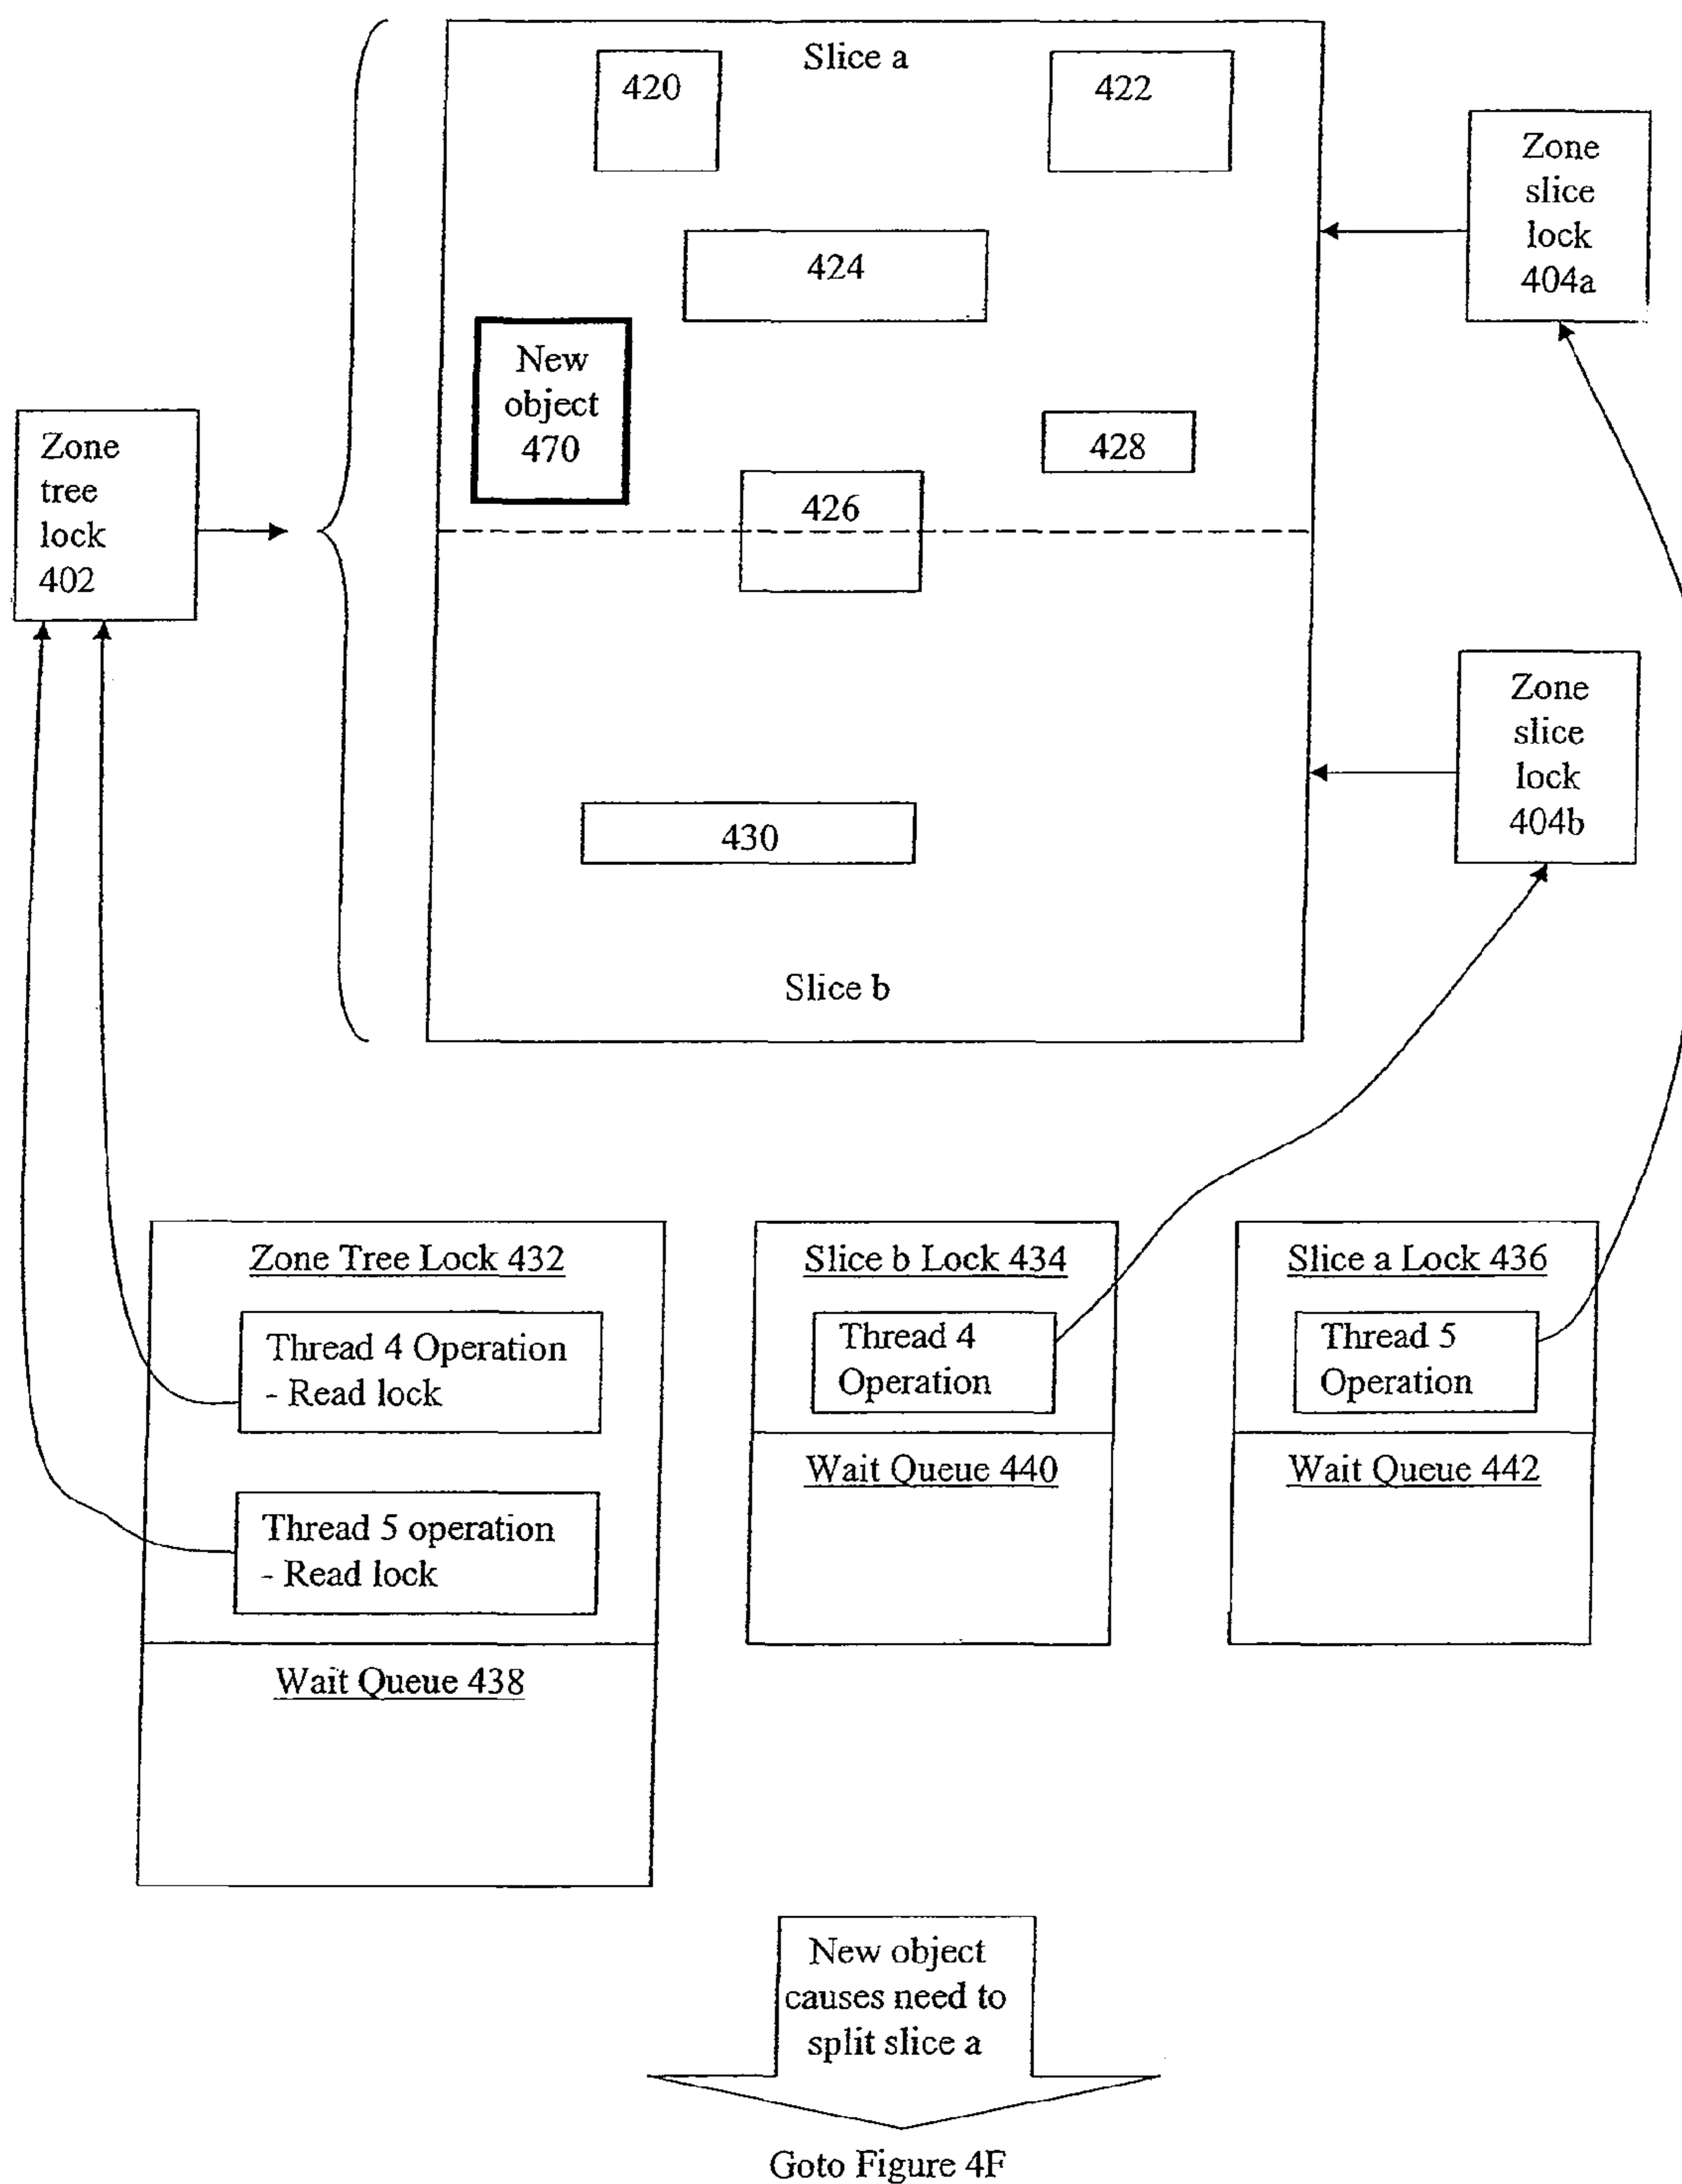 Slice a
420
422
Zone
slice
lock
404a
424
New
object
470
Zone
tree
lock
402
428
426
Zone
slice
lock
404b
430
Slice b
Zone Tree Lock 432
Thread 4 Operation
- Read lock
Thread 5 operation
- Read lock
Wait Queue 438
Slice b Lock 434
Thread 4
Operation
Wait Queue 440
Slice a Lock 436
Thread 5
Operation
Wait Queue 442
New object
causes need to
split slice a
Goto Figure 4F